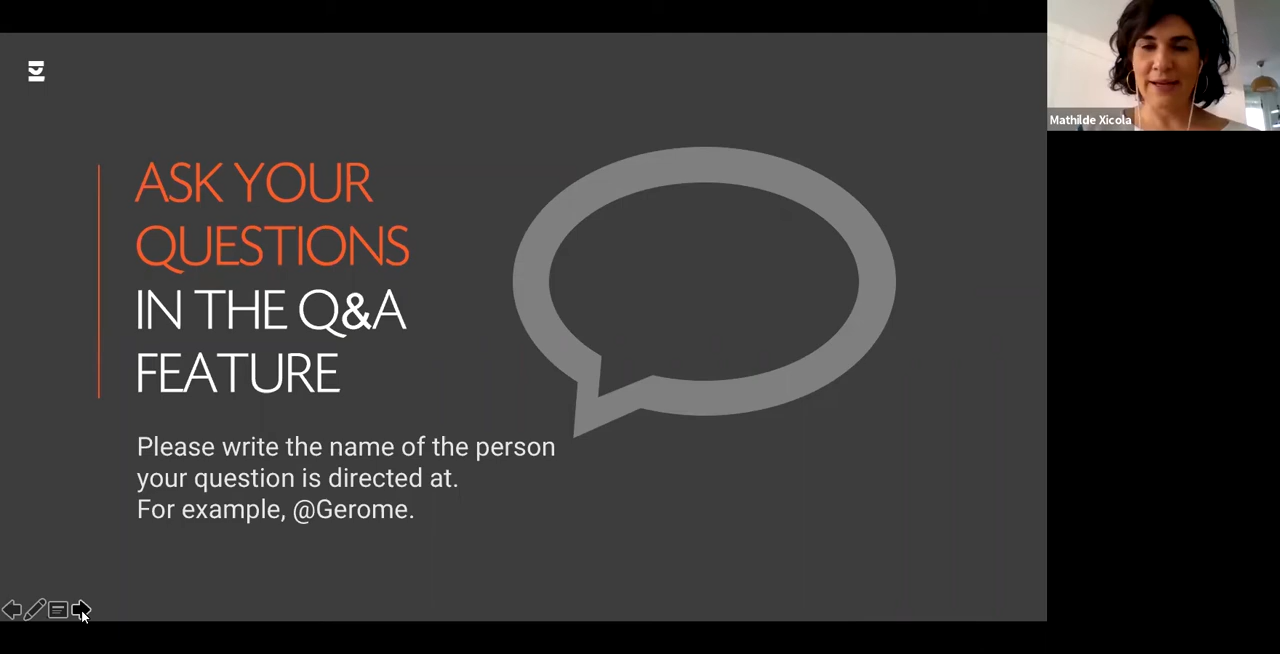 ASK YOUR
QUESTIONS
IN THE Q&A
FEATURE
Please write the name of the person
your question is directed at.
For example, @Gerome.
Mathilde Xicola